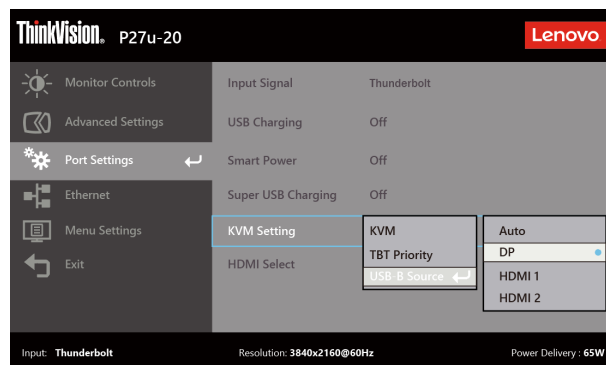 ThinkVision® P27u-20 Lenovo
Monitor Controls Input Signal Thunderbolt
Advanced Settings USB Charging Off
Port Settings Smart Power Off
Ethernet Super USB Charging Off
Menu Settings KVM Setting KVM Auto
TBT Priority DP
Exit HDMI Select USB-B Source HDMI 1
HDMI 2
Input: Thunderbolt Resolution: 3840x2160@60Hz Power Delivery : 65W